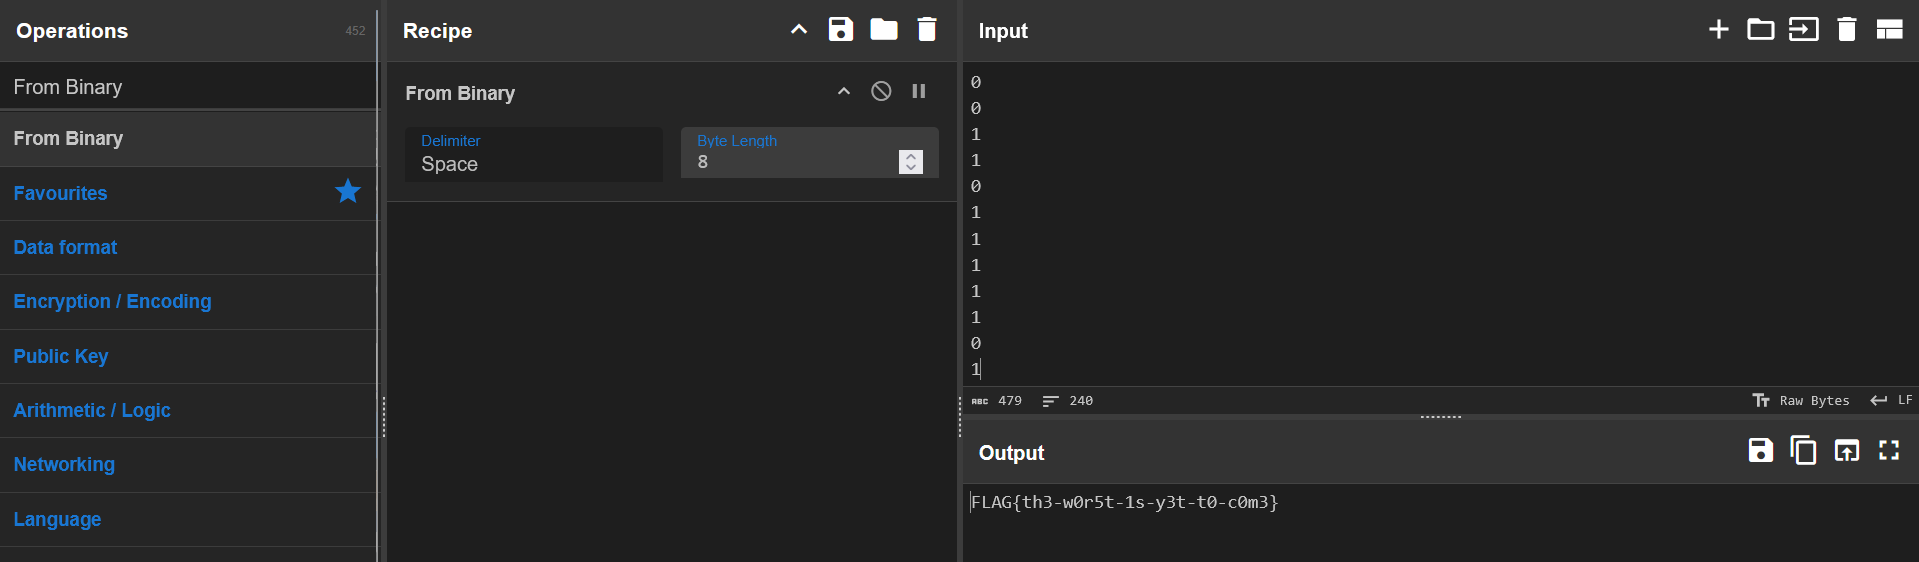 Operations 452
From Binary
From Binary
Favourites
Data format
Encryption / Encoding
Public Key
Arithmetic / Logic
Networking
Language
Recipe
From Binary
Delimiter
Space
Byte Length
8
Input
0
0
1
1
0
1
1
1
1
1
0
1
ABC 479 240 Raw Bytes LF
Output
FLAG{th3-w0r5t-1s-y3t-t0-c0m3}